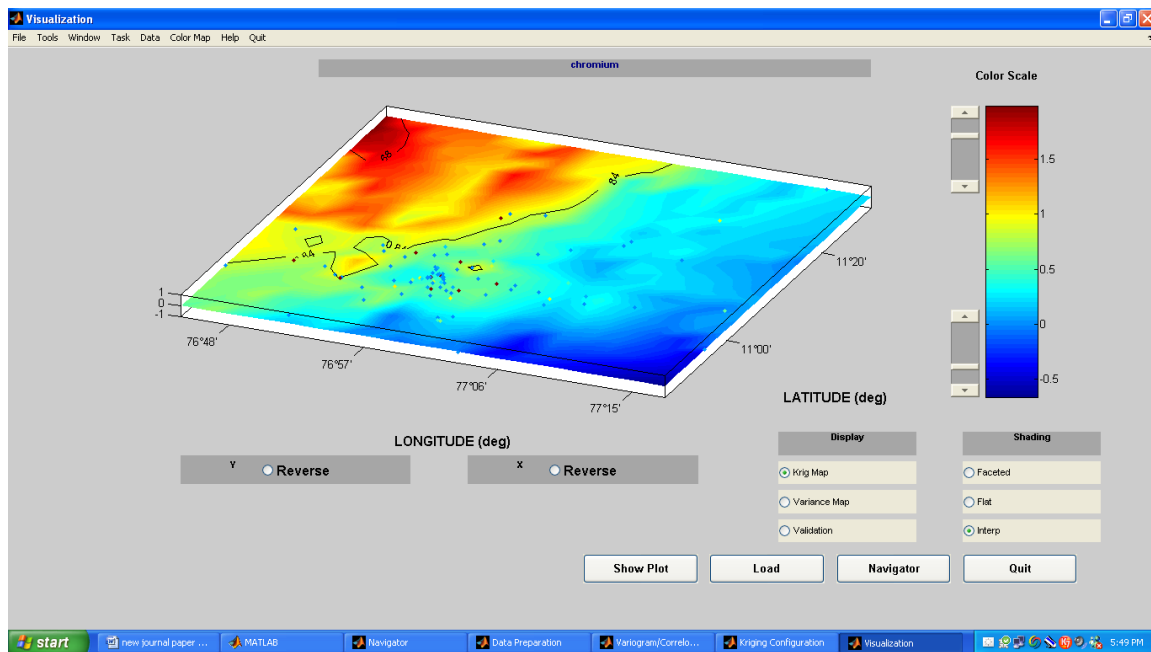 Visualization
File Tools Window Task Data Color Map Help Quit
chromium
Color Scale
84
1.5
1
0.5
0
-0.5
11°20'
11°00'
1
0
-1
76°48'
76°57'
77°06'
77°15'
LATITUDE (deg)
LONGITUDE (deg)
Y Reverse
X Reverse
Display
Krig Map
Variance Map
Validation
Shading
Faceted
Flat
Interp
Show Plot Load Navigator Quit
start new journal paper ... MATLAB Navigator Data Preparation Variogram/Correlo... Kriging Configuration Visualization 5:49 PM